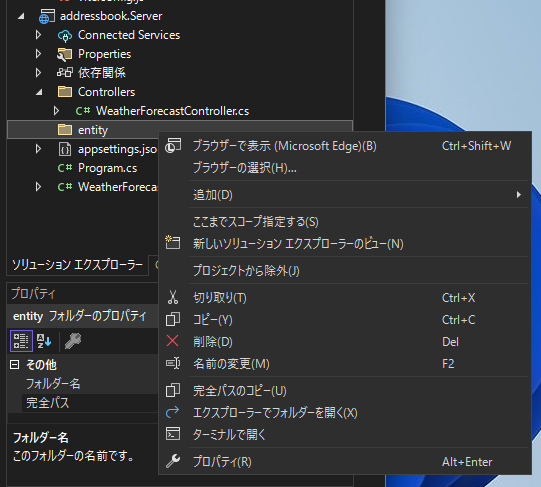 addressbook.Server
Connected Services
Properties
依存関係
Controllers
C# WeatherForecastController.cs
entity
appsettings.jso
C# Program.cs
C# WeatherForecas
ソリューション エクスプローラー
プロパティ
entity フォルダーのプロパティ
その他
フォルダー名
完全パス
フォルダー名
このフォルダーの名前です。
ブラウザーで表示 (Microsoft Edge)(B) Ctrl+Shift+W
ブラウザーの選択(H)...
追加(D)
ここまでスコープ指定する(S)
新しいソリューション エクスプローラーのビュー(N)
プロジェクトから除外(J)
切り取り(T) Ctrl+X
コピー(Y) Ctrl+C
削除(D) Del
名前の変更(M) F2
完全パスのコピー(U)
エクスプローラーでフォルダーを開く(X)
ターミナルで開く
プロパティ(R) Alt+Enter